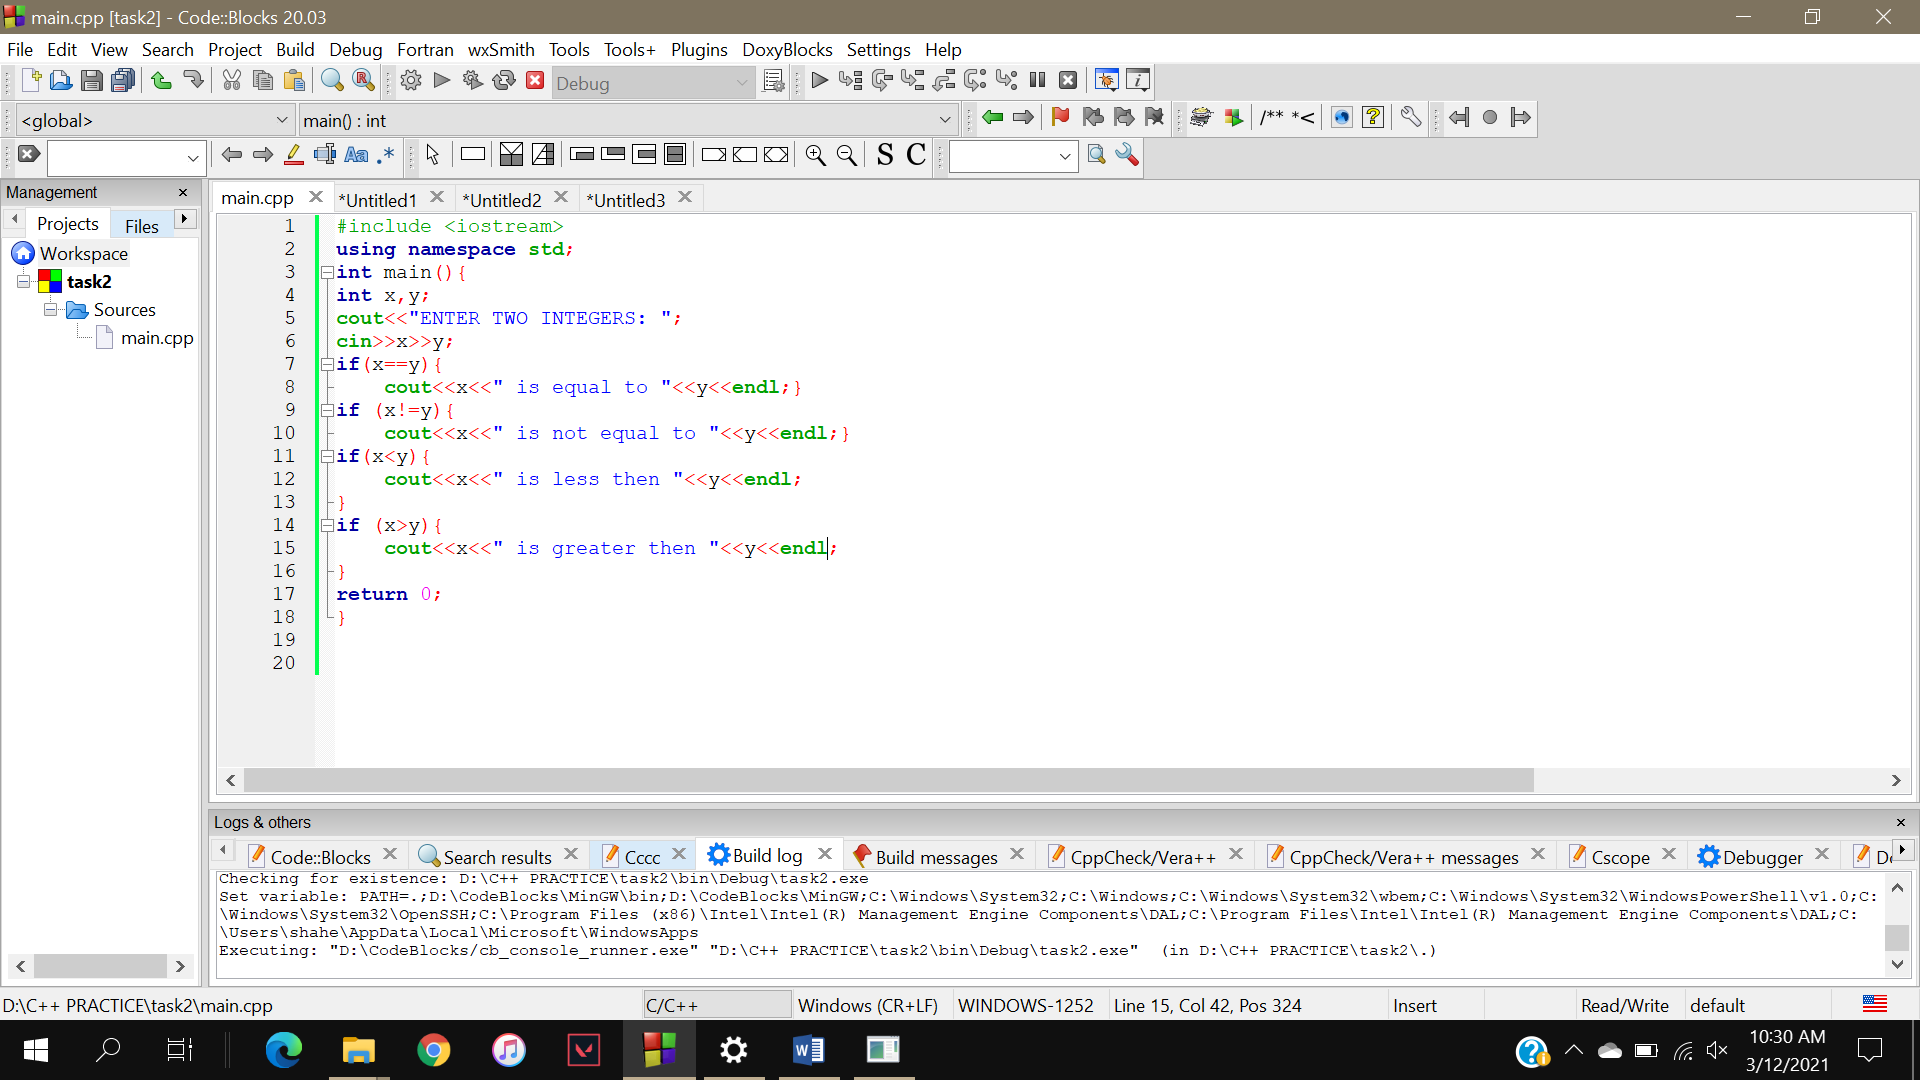 main.cpp [task2] - Code::Blocks 20.03
File Edit View Search Project Build Debug Fortran wxSmith Tools Tools+ Plugins DoxyBlocks Settings Help
Debug
<global> main() : int
/** *<
Aa .* S C
Management
main.cpp *Untitled1 *Untitled2 *Untitled3
Projects Files
Workspace
task2
Sources
main.cpp
1 #include <iostream>
2 using namespace std;
3 int main(){
4 int x,y;
5 cout<<"ENTER TWO INTEGERS: ";
6 cin>>x>>y;
7 if(x==y){
8 cout<<x<<" is equal to "<<y<<endl;}
9 if (x!=y){
10 cout<<x<<" is not equal to "<<y<<endl;}
11 if(x<y){
12 cout<<x<<" is less then "<<y<<endl;
13 }
14 if (x>y){
15 cout<<x<<" is greater then "<<y<<endl;
16 }
17 return 0;
18 }
19
20
Logs & others
Code::Blocks Search results Cccc Build log Build messages CppCheck/Vera++ CppCheck/Vera++ messages Cscope Debugger
Checking for existence: D:\C++ PRACTICE\task2\bin\Debug\task2.exe
Set variable: PATH=.;D:\CodeBlocks\MinGW\bin;D:\CodeBlocks\MinGW;C:\Windows\System32;C:\Windows;C:\Windows\System32\wbem;C:\Windows\System32\WindowsPowerShell\v1.0;C:
\Windows\System32\OpenSSH;C:\Program Files (x86)\Intel\Intel(R) Management Engine Components\DAL;C:\Program Files\Intel\Intel(R) Management Engine Components\DAL;C:
\Users\shahe\AppData\Local\Microsoft\WindowsApps
Executing: "D:\CodeBlocks/cb_console_runner.exe" "D:\C++ PRACTICE\task2\bin\Debug\task2.exe" (in D:\C++ PRACTICE\task2\.)
D:\C++ PRACTICE\task2\main.cpp C/C++ Windows (CR+LF) WINDOWS-1252 Line 15, Col 42, Pos 324 Insert Read/Write default
10:30 AM
3/12/2021